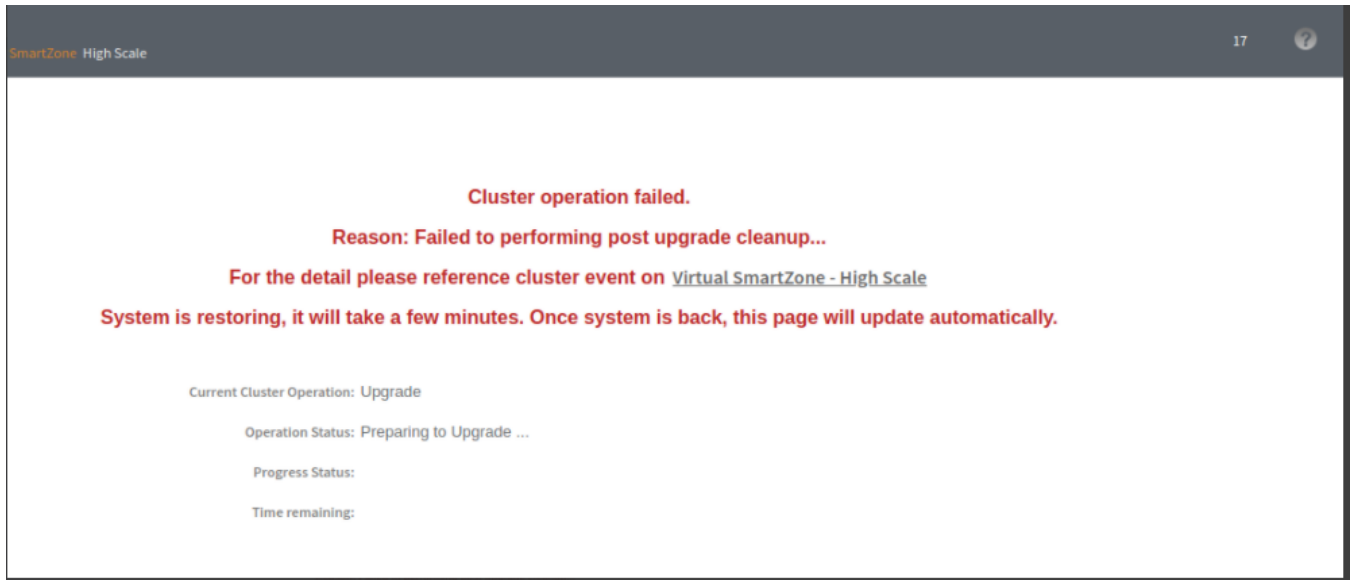 17 ?
SmartZone High Scale
Cluster operation failed.
Reason: Failed to performing post upgrade cleanup...
For the detail please reference cluster event on Virtual SmartZone - High Scale
System is restoring, it will take a few minutes. Once system is back, this page will update automatically.
Current Cluster Operation: Upgrade
Operation Status: Preparing to Upgrade ...
Progress Status:
Time remaining: